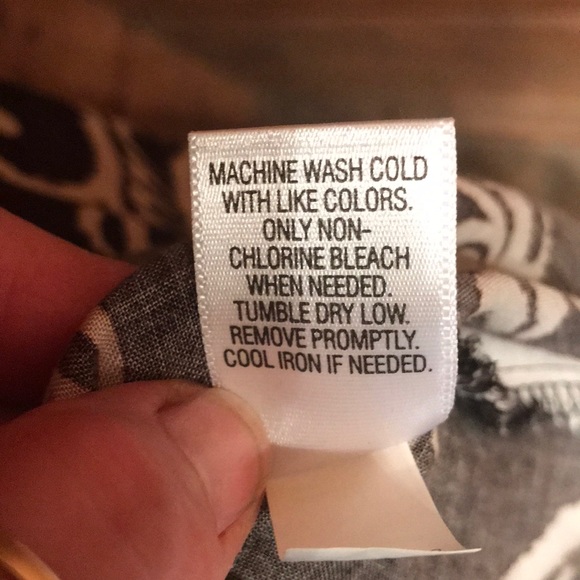 MACHINE WASH COLD
WITH LIKE COLORS.
ONLY NON-
CHLORINE BLEACH
WHEN NEEDED.
TUMBLE DRY LOW.
REMOVE PROMPTLY.
COOL IRON IF NEEDED.